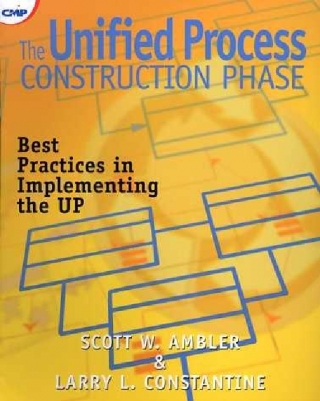 CMP
The Unified Process
CONSTRUCTION PHASE
Best
Practices in
Implementing
the UP
SCOTT W. AMBLER
&
LARRY L. CONSTANTINE